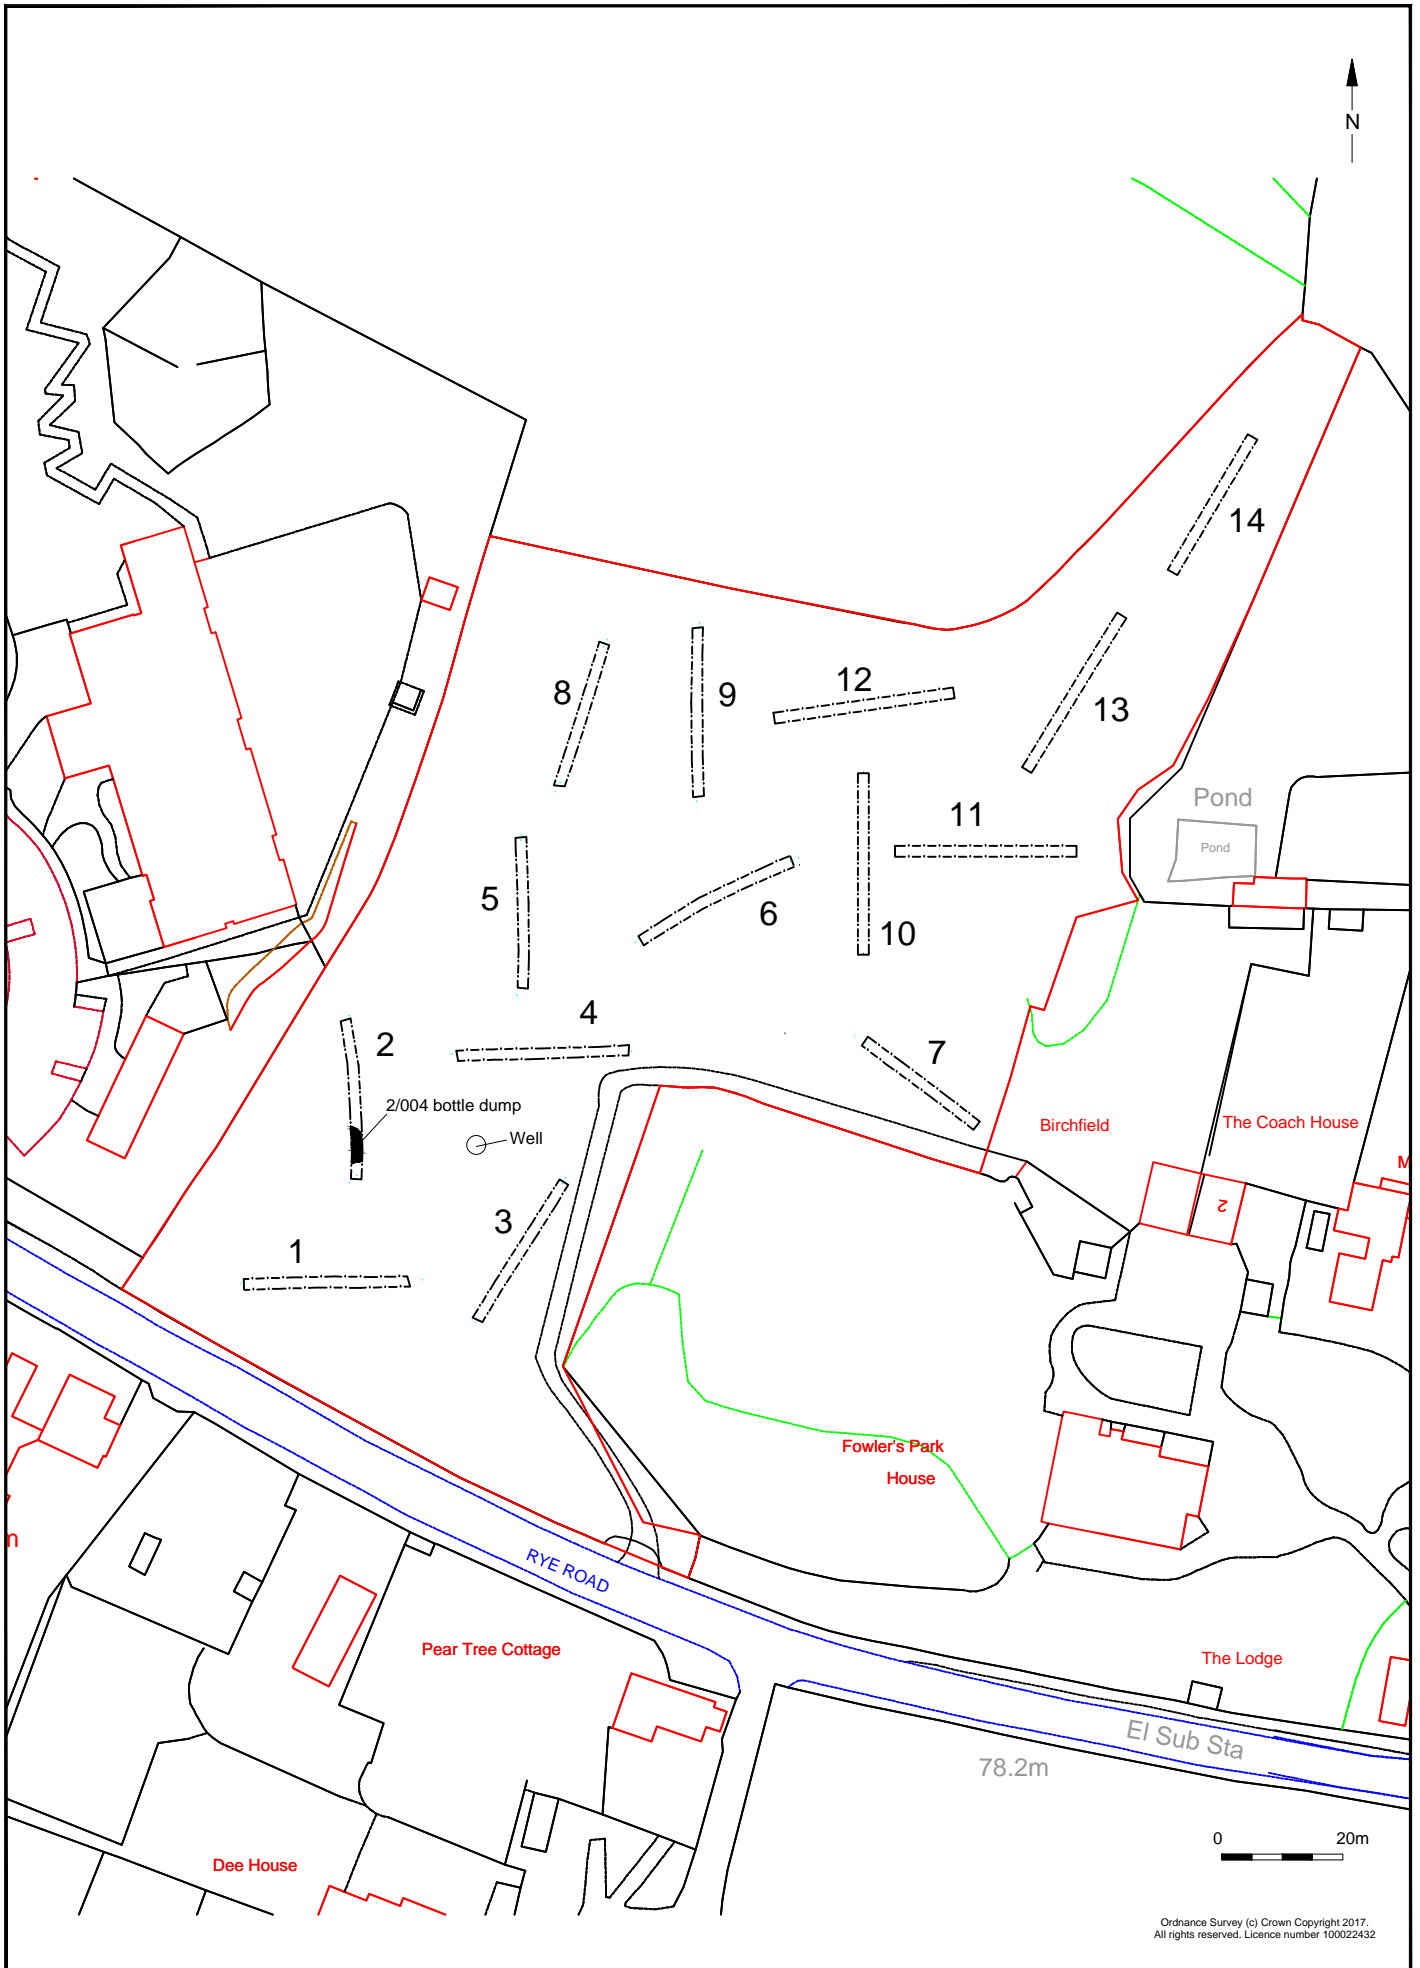 N
14
8
9
12
13
Pond
Pond
11
5
6
10
4
2
7
2/004 bottle dump
Well
Birchfield
The Coach House
M
2
3
1
Fowler's Park
House
n
RYE ROAD
Pear Tree Cottage
The Lodge
El Sub Sta
78.2m
0 20m
Dee House
Ordnance Survey (c) Crown Copyright 2017.
All rights reserved. Licence number 100022432